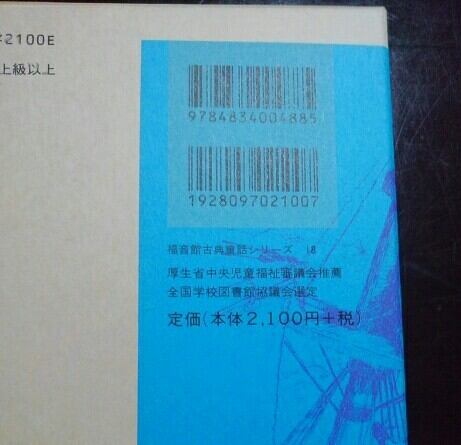 2100E
上級以上
9784834004885
1928097021007
福音館古典童話シリーズ 18
厚生省中央児童福祉審議会推薦
全国学校図書館協議会選定
定価(本体2,100円+税)